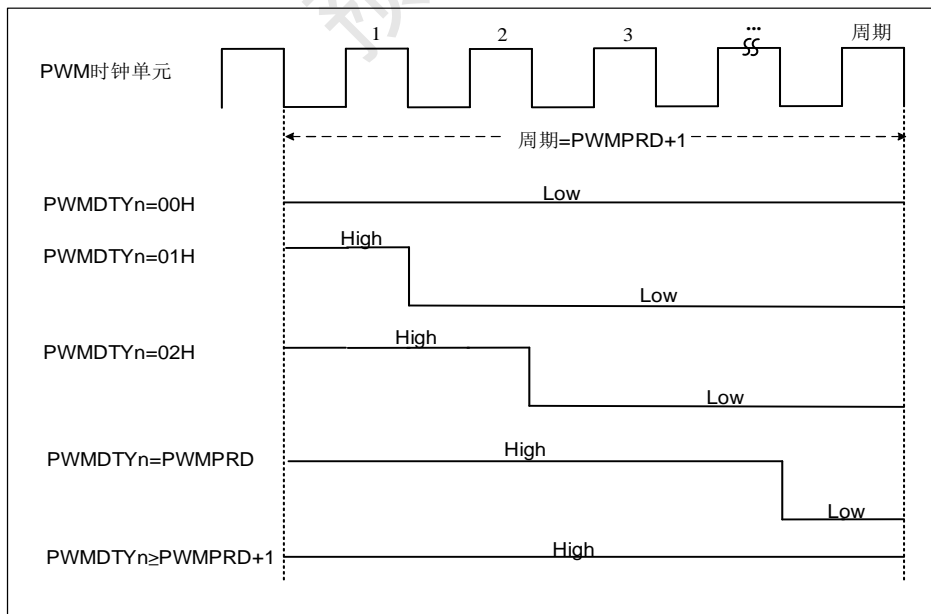 1 2 3 ... 周期
PWM时钟单元
周期=PWMPRD+1
PWMDTYn=00H Low
PWMDTYn=01H High Low
PWMDTYn=02H High Low
PWMDTYn=PWMPRD High Low
PWMDTYn≥PWMPRD+1 High